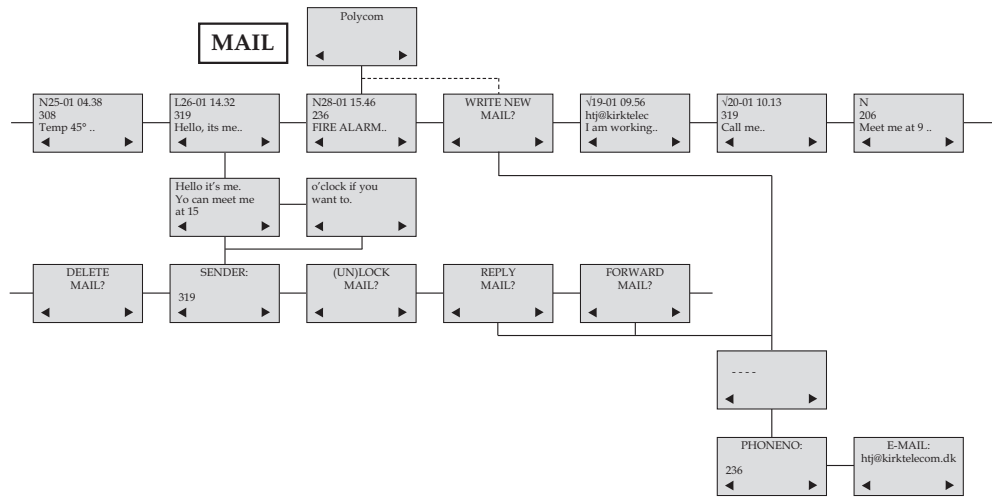 Polycom
MAIL
N25-01 04.38
308
Temp 45° ..
L26-01 14.32
319
Hello, its me..
N28-01 15.46
236
FIRE ALARM..
WRITE NEW
MAIL?
√19-01 09.56
htj@kirktelec
I am working..
√20-01 10.13
319
Call me..
N
206
Meet me at 9 ..
Hello it's me.
Yo can meet me
at 15
o'clock if you
want to.
DELETE
MAIL?
SENDER:
319
(UN)LOCK
MAIL?
REPLY
MAIL?
FORWARD
MAIL?
- - - -
PHONENO:
236
E-MAIL:
htj@kirktelecom.dk